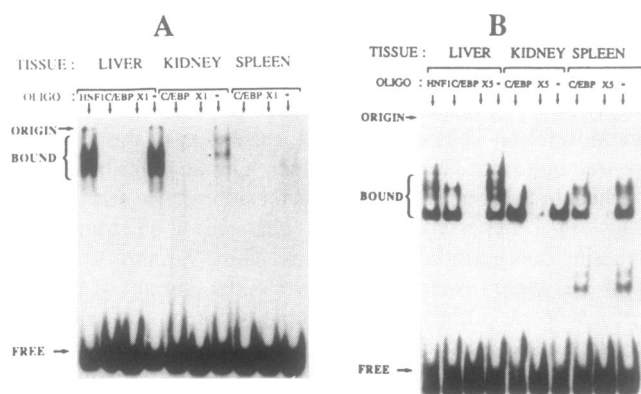 A
TISSUE : LIVER KIDNEY SPLEEN
OLIGO : HNF1 C/EBP X1 - C/EBP X1 - C/EBP X1 -
ORIGIN
BOUND
FREE
B
TISSUE : LIVER KIDNEY SPLEEN
OLIGO : HNF1 C/EBP X5 - C/EBP X5 - C/EBP X5 -
ORIGIN
BOUND
FREE